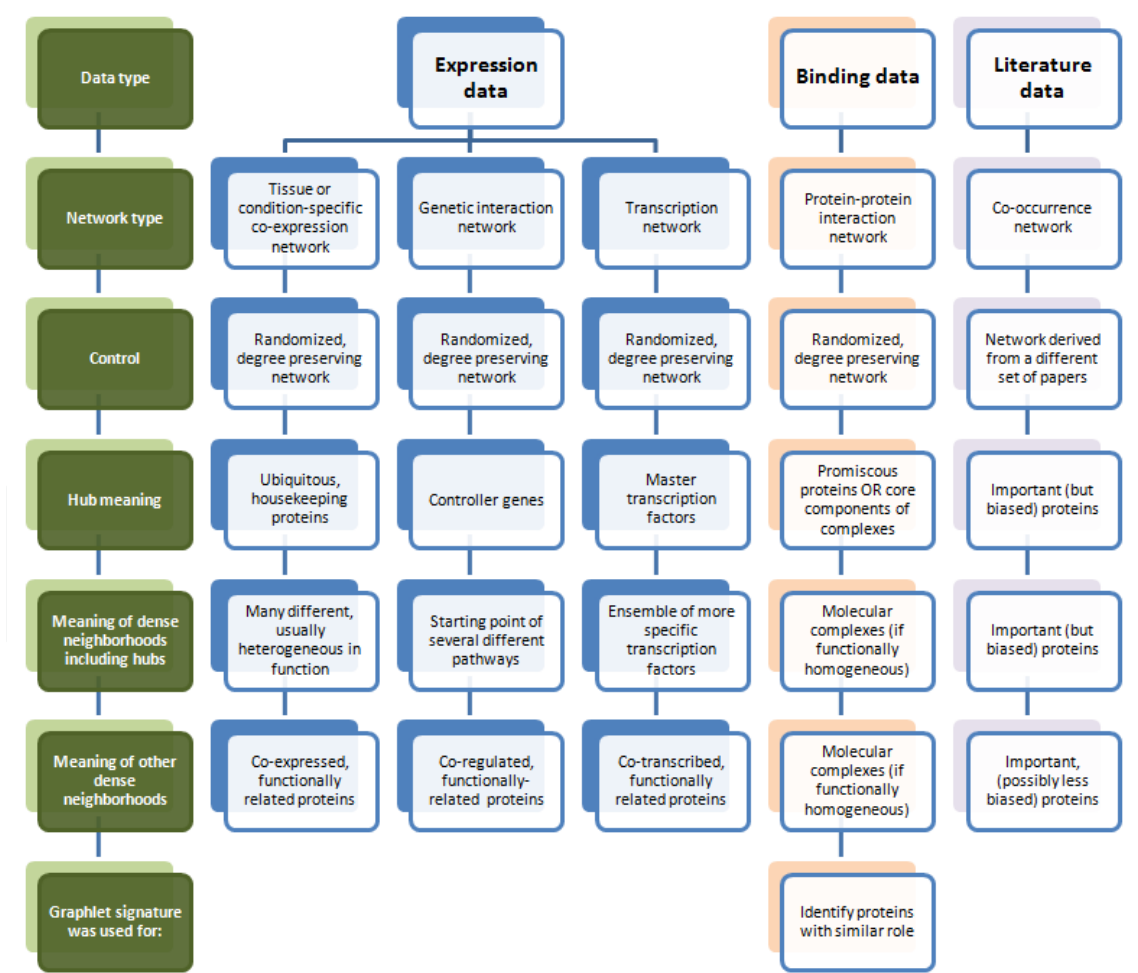 Data type
Expression
data
Binding data
Literature
data
Network type
Tissue or
condition-specific
co-expression
network
Genetic interaction
network
Transcription
network
Protein-protein
interaction
network
Co-occurrence
network
Control
Randomized,
degree preserving
network
Randomized,
degree preserving
network
Randomized,
degree preserving
network
Randomized,
degree preserving
network
Network derived
from a different
set of papers
Hub meaning
Ubiquitous,
housekeeping
proteins
Controller genes
Master
transcription
factors
Promiscous
proteins OR core
components of
complexes
Important (but
biased) proteins
Meaning of dense
neighborhoods
including hubs
Many different,
usually
heterogeneous in
function
Starting point of
several different
pathways
Ensemble of more
specific
transcription
factors
Molecular
complexes (if
functionally
homogeneous)
Important (but
biased) proteins
Meaning of other
dense
neighborhoods
Co-expressed,
functionally
related proteins
Co-regulated,
functionally-
related proteins
Co-transcribed,
functionally
related proteins
Molecular
complexes (if
functionally
homogeneous)
Important,
(possibly less
biased) proteins
Graphlet signature
was used for:
Identify proteins
with similar role